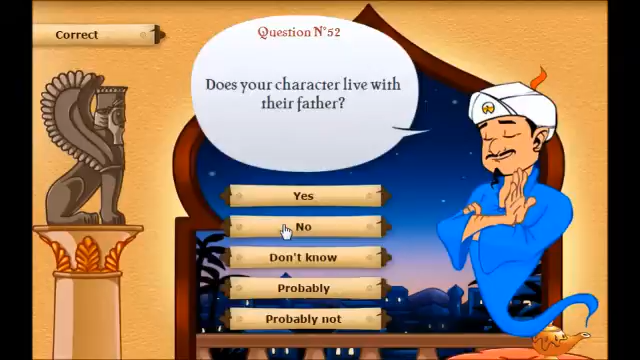 Correct
Question N°52
Does your character live with
their father?
Yes
No
Don't know
Probably
Probably not